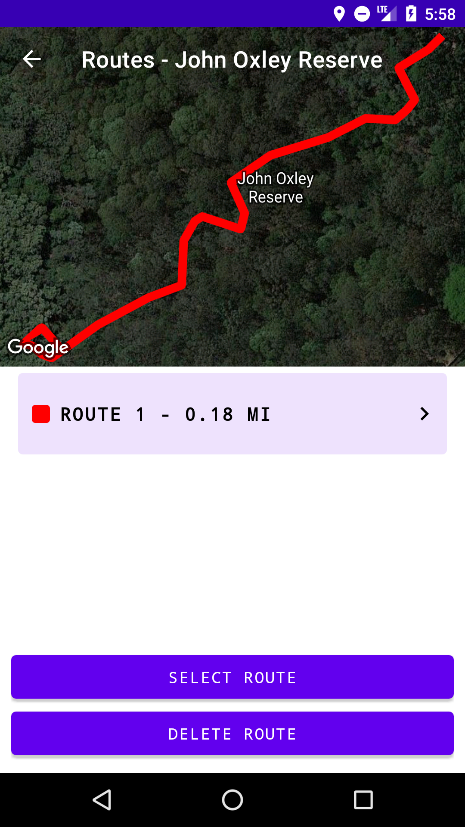 LTE 5:58
Routes - John Oxley Reserve
John Oxley
Reserve
Google
ROUTE 1 - 0.18 MI
SELECT ROUTE
DELETE ROUTE